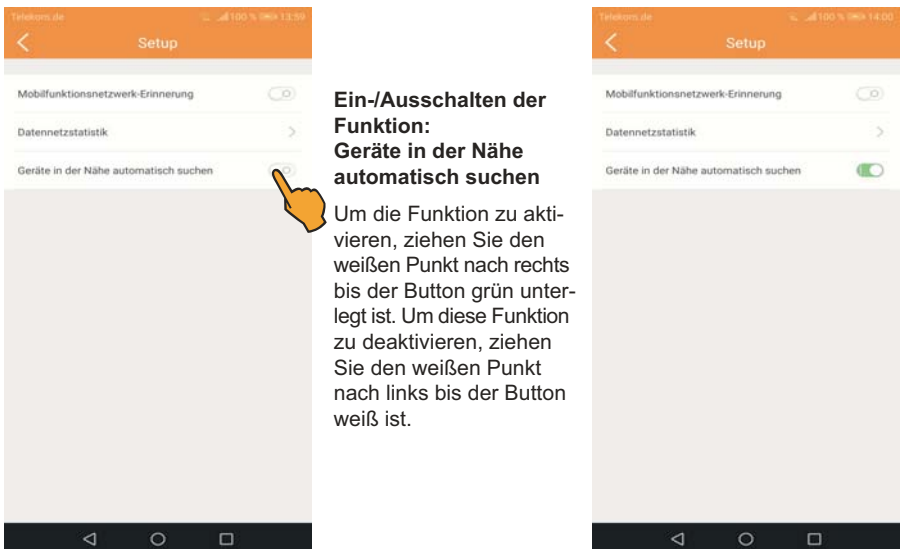 Telekom.de 100 % 13:59
Setup
Mobilfunktionsnetzwerk-Erinnerung
Datennetzstatistik
Geräte in der Nähe automatisch suchen
Ein-/Ausschalten der
Funktion:
Geräte in der Nähe
automatisch suchen
Um die Funktion zu akti-
vieren, ziehen Sie den
weißen Punkt nach rechts
bis der Button grün unter-
legt ist. Um diese Funktion
zu deaktivieren, ziehen
Sie den weißen Punkt
nach links bis der Button
weiß ist.
Telekom.de 100 % 14:00
Setup
Mobilfunktionsnetzwerk-Erinnerung
Datennetzstatistik
Geräte in der Nähe automatisch suchen